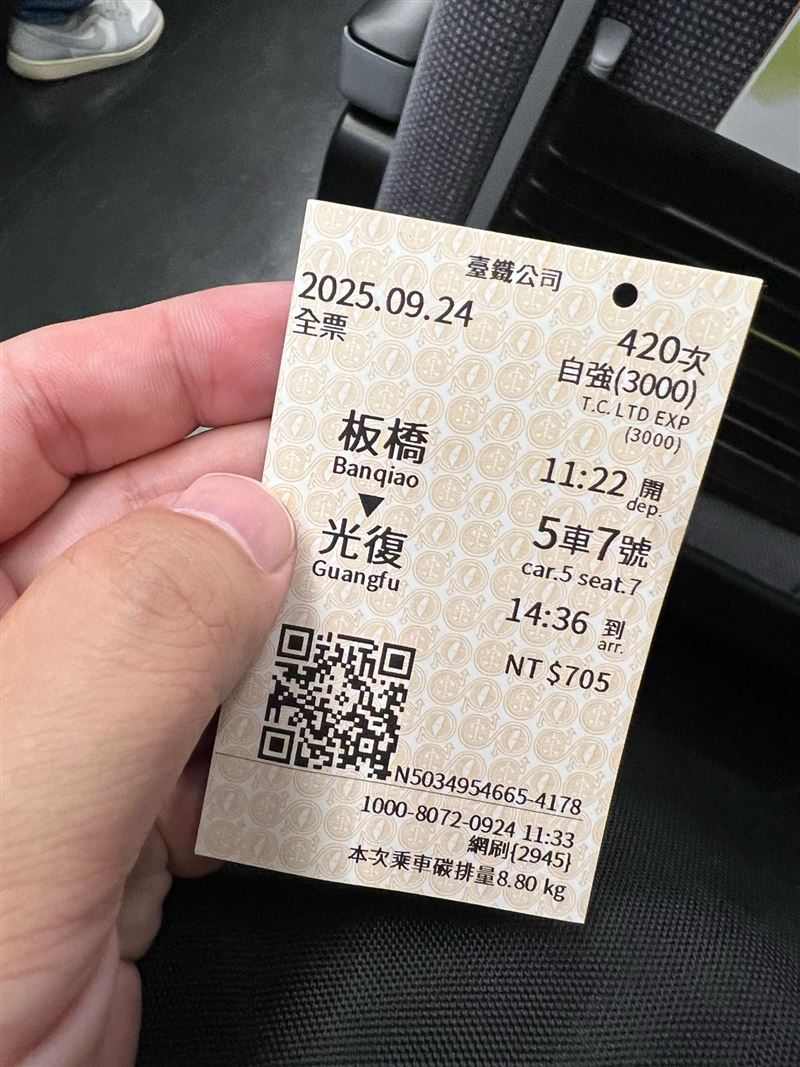 臺鐵公司
2025.09.24
全票
420次
自強(3000)
T.C. LTD EXP
(3000)
板橋
Banqiao
光復
Guangfu
11:22 開
dep.
5車7號
car.5 seat.7
14:36 到
arr.
NT $705
N5034954665-4178
1000-8072-0924 11:33
網刷{2945}
本次乘車碳排量8.80 kg